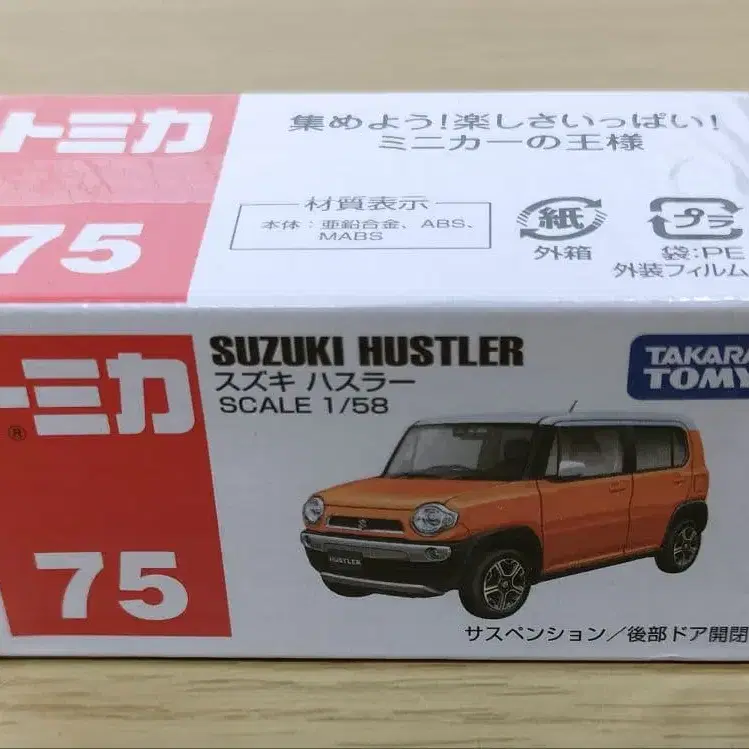 トミカ
75
集めよう!楽しさいっぱい!
ミニカーの王様
材質表示
本体:亜鉛合金、ABS、
MABS
紙
外箱
プラ
袋:PE
外装フィルム
トミカ
®
75
SUZUKI HUSTLER
スズキ ハスラー
SCALE 1/58
TAKARA
TOMY
HUSTLER
サスペンション/後部ドア開閉